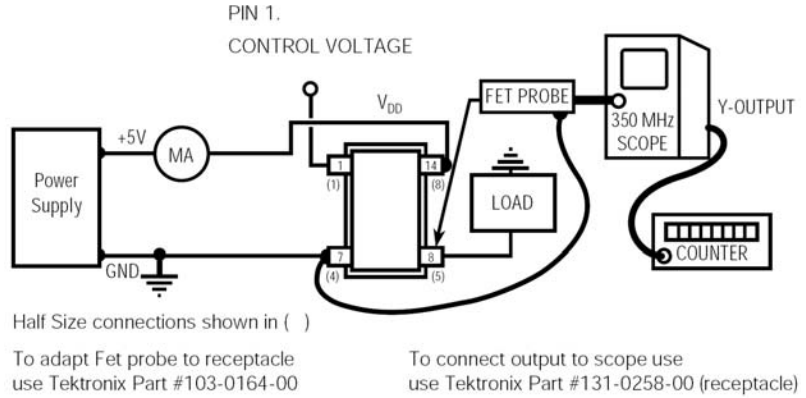 PIN 1.
CONTROL VOLTAGE
V_DD
FET PROBE
350 MHz
SCOPE
Y-OUTPUT
+5V
MA
Power
Supply
1
14
(1)
(8)
LOAD
7
8
(4)
(5)
GND
COUNTER
Half Size connections shown in ( )
To adapt Fet probe to receptacle
use Tektronix Part #103-0164-00
To connect output to scope use
use Tektronix Part #131-0258-00 (receptacle)